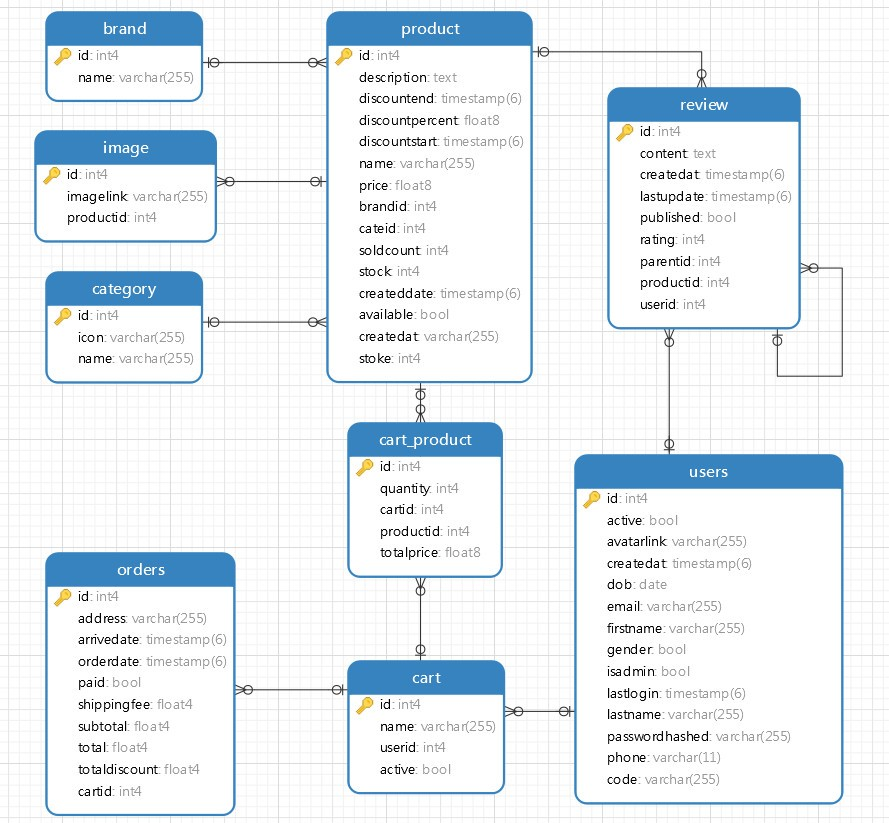 brand
id: int4
name: varchar(255)
image
id: int4
imagelink: varchar(255)
productid: int4
category
id: int4
icon: varchar(255)
name: varchar(255)
product
id: int4
description: text
discountend: timestamp(6)
discountpercent: float8
discountstart: timestamp(6)
name: varchar(255)
price: float8
brandid: int4
cateid: int4
soldcount: int4
stock: int4
createddate: timestamp(6)
available: bool
createdat: varchar(255)
stoke: int4
review
id: int4
content: text
createdat: timestamp(6)
lastupdate: timestamp(6)
published: bool
rating: int4
parentid: int4
productid: int4
userid: int4
cart_product
id: int4
quantity: int4
cartid: int4
productid: int4
totalprice: float8
users
id: int4
active: bool
avatarlink: varchar(255)
createdat: timestamp(6)
dob: date
email: varchar(255)
firstname: varchar(255)
gender: bool
isadmin: bool
lastlogin: timestamp(6)
lastname: varchar(255)
passwordhashed: varchar(255)
phone: varchar(11)
code: varchar(255)
orders
id: int4
address: varchar(255)
arrivedate: timestamp(6)
orderdate: timestamp(6)
paid: bool
shippingfee: float4
subtotal: float4
total: float4
totaldiscount: float4
cartid: int4
cart
id: int4
name: varchar(255)
userid: int4
active: bool